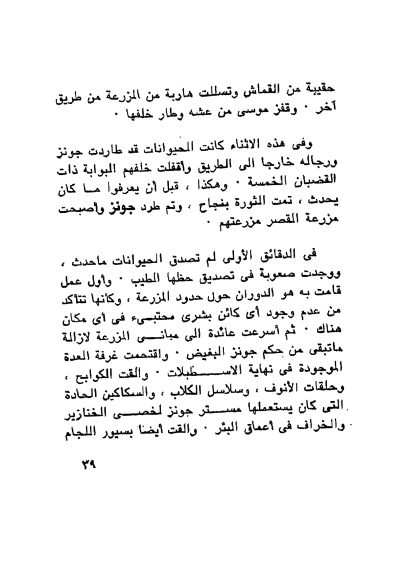 حقيبة من القماش وتسللت هاربة من المزرعة من طريق
آخر · وقفز موسى من عشه وطار خلفها ·
وفى هذه الاثناء كانت الحيوانات قد طاردت جونز
ورجاله خارجا الى الطريق وأقفلت خلفهم البوابة ذات
القضبان الخمسة · وهكذا ، قبل أن يعرفوا مـا كان
يحدث ، تمت الثورة بنجاح ، وتم طرد جونز وأصبحت
مزرعة القصر مزرعتهم ·
فى الدقائق الأولى لم تصدق الحيوانات ماحدث ،
ووجدت صعوبة فى تصديق حظها الطيب · وأول عمل
قامت به هو الدوران حول حدود المزرعة ، وكأنها تتأكد
من عدم وجود أى كائن بشرى مختبىء فى أى مكان
هناك · ثم أسرعت عائدة الى مبانـى المزرعة لازالة
ماتبقى من حكم جونز البغيض · واقتحمت غرفة العدة
الموجودة فى نهاية الاسـطبلات · والقت الكوابح ،
وحلقات الأنوف ، وسلاسل الكلاب ، والسكاكين الحادة
التى كان يستعملها مسـتر جونز لخصـى الخنازير
والخراف فى أعماق البئر · والقت أيضا بسيور اللجام
٣٩